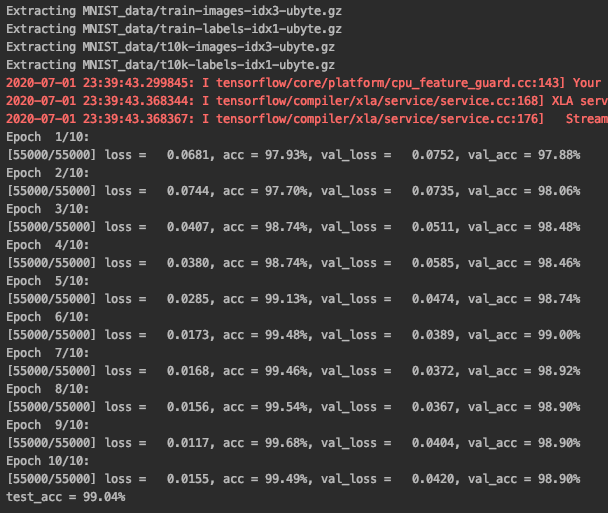 Extracting MNIST_data/train-images-idx3-ubyte.gz
Extracting MNIST_data/train-labels-idx1-ubyte.gz
Extracting MNIST_data/t10k-images-idx3-ubyte.gz
Extracting MNIST_data/t10k-labels-idx1-ubyte.gz
2020-07-01 23:39:43.299845: I tensorflow/core/platform/cpu_feature_guard.cc:143] Your
2020-07-01 23:39:43.368344: I tensorflow/compiler/xla/service/service.cc:168] XLA serv
2020-07-01 23:39:43.368367: I tensorflow/compiler/xla/service/service.cc:176]   Stream
Epoch  1/10:
[55000/55000] loss =   0.0681, acc = 97.93%, val_loss =   0.0752, val_acc = 97.88%
Epoch  2/10:
[55000/55000] loss =   0.0744, acc = 97.70%, val_loss =   0.0735, val_acc = 98.06%
Epoch  3/10:
[55000/55000] loss =   0.0407, acc = 98.74%, val_loss =   0.0511, val_acc = 98.48%
Epoch  4/10:
[55000/55000] loss =   0.0380, acc = 98.74%, val_loss =   0.0585, val_acc = 98.46%
Epoch  5/10:
[55000/55000] loss =   0.0285, acc = 99.13%, val_loss =   0.0474, val_acc = 98.74%
Epoch  6/10:
[55000/55000] loss =   0.0173, acc = 99.48%, val_loss =   0.0389, val_acc = 99.00%
Epoch  7/10:
[55000/55000] loss =   0.0168, acc = 99.46%, val_loss =   0.0372, val_acc = 98.92%
Epoch  8/10:
[55000/55000] loss =   0.0156, acc = 99.54%, val_loss =   0.0367, val_acc = 98.90%
Epoch  9/10:
[55000/55000] loss =   0.0117, acc = 99.68%, val_loss =   0.0404, val_acc = 98.90%
Epoch 10/10:
[55000/55000] loss =   0.0155, acc = 99.49%, val_loss =   0.0420, val_acc = 98.90%
test_acc = 99.04%